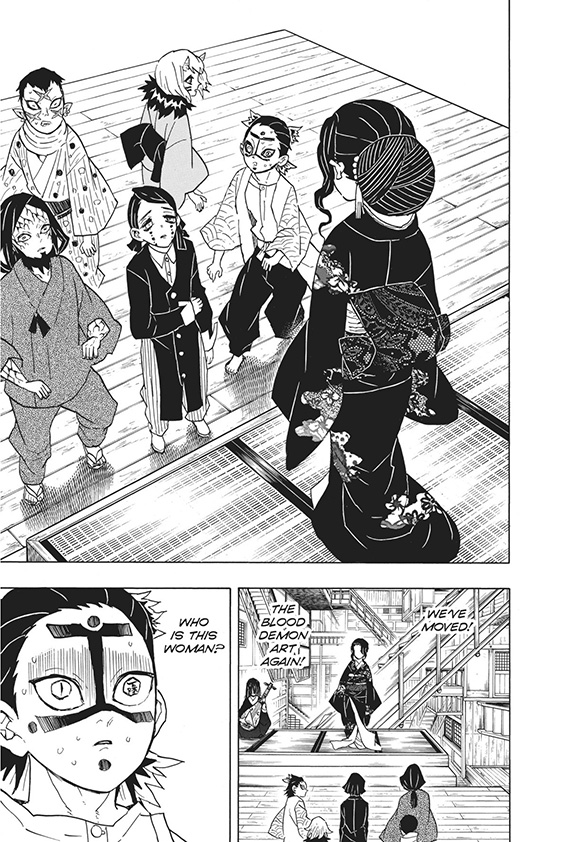 WE'VE
MOVED!
THE
BLOOD
DEMON
ART,
AGAIN!
WHO
IS THIS
WOMAN?